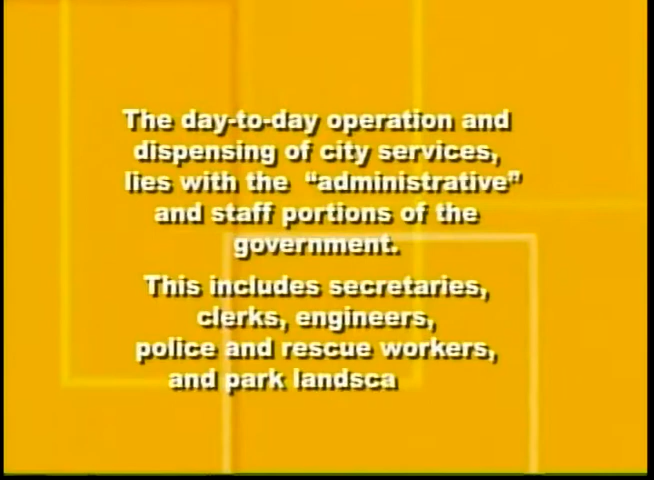 The day-to-day operation and
dispensing of city services,
lies with the “administrative”
and staff portions of the
government.
This includes secretaries,
clerks, engineers,
police and rescue workers,
and park landsca